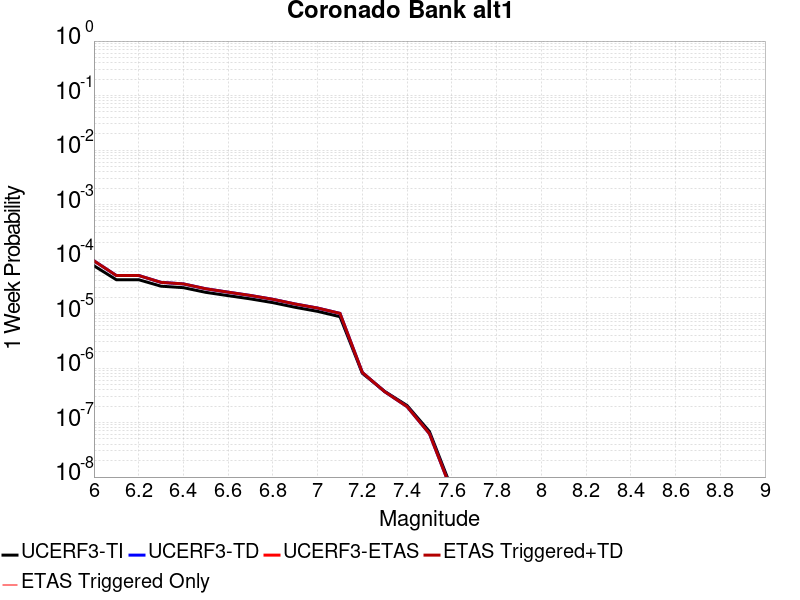 Coronado Bank alt1
10^0
10^-1
10^-2
10^-3
10^-4
10^-5
10^-6
10^-7
10^-8
1 Week Probability
6 6.2 6.4 6.6 6.8 7 7.2 7.4 7.6 7.8 8 8.2 8.4 8.6 8.8 9
Magnitude
UCERF3-TI UCERF3-TD UCERF3-ETAS ETAS Triggered+TD
ETAS Triggered Only